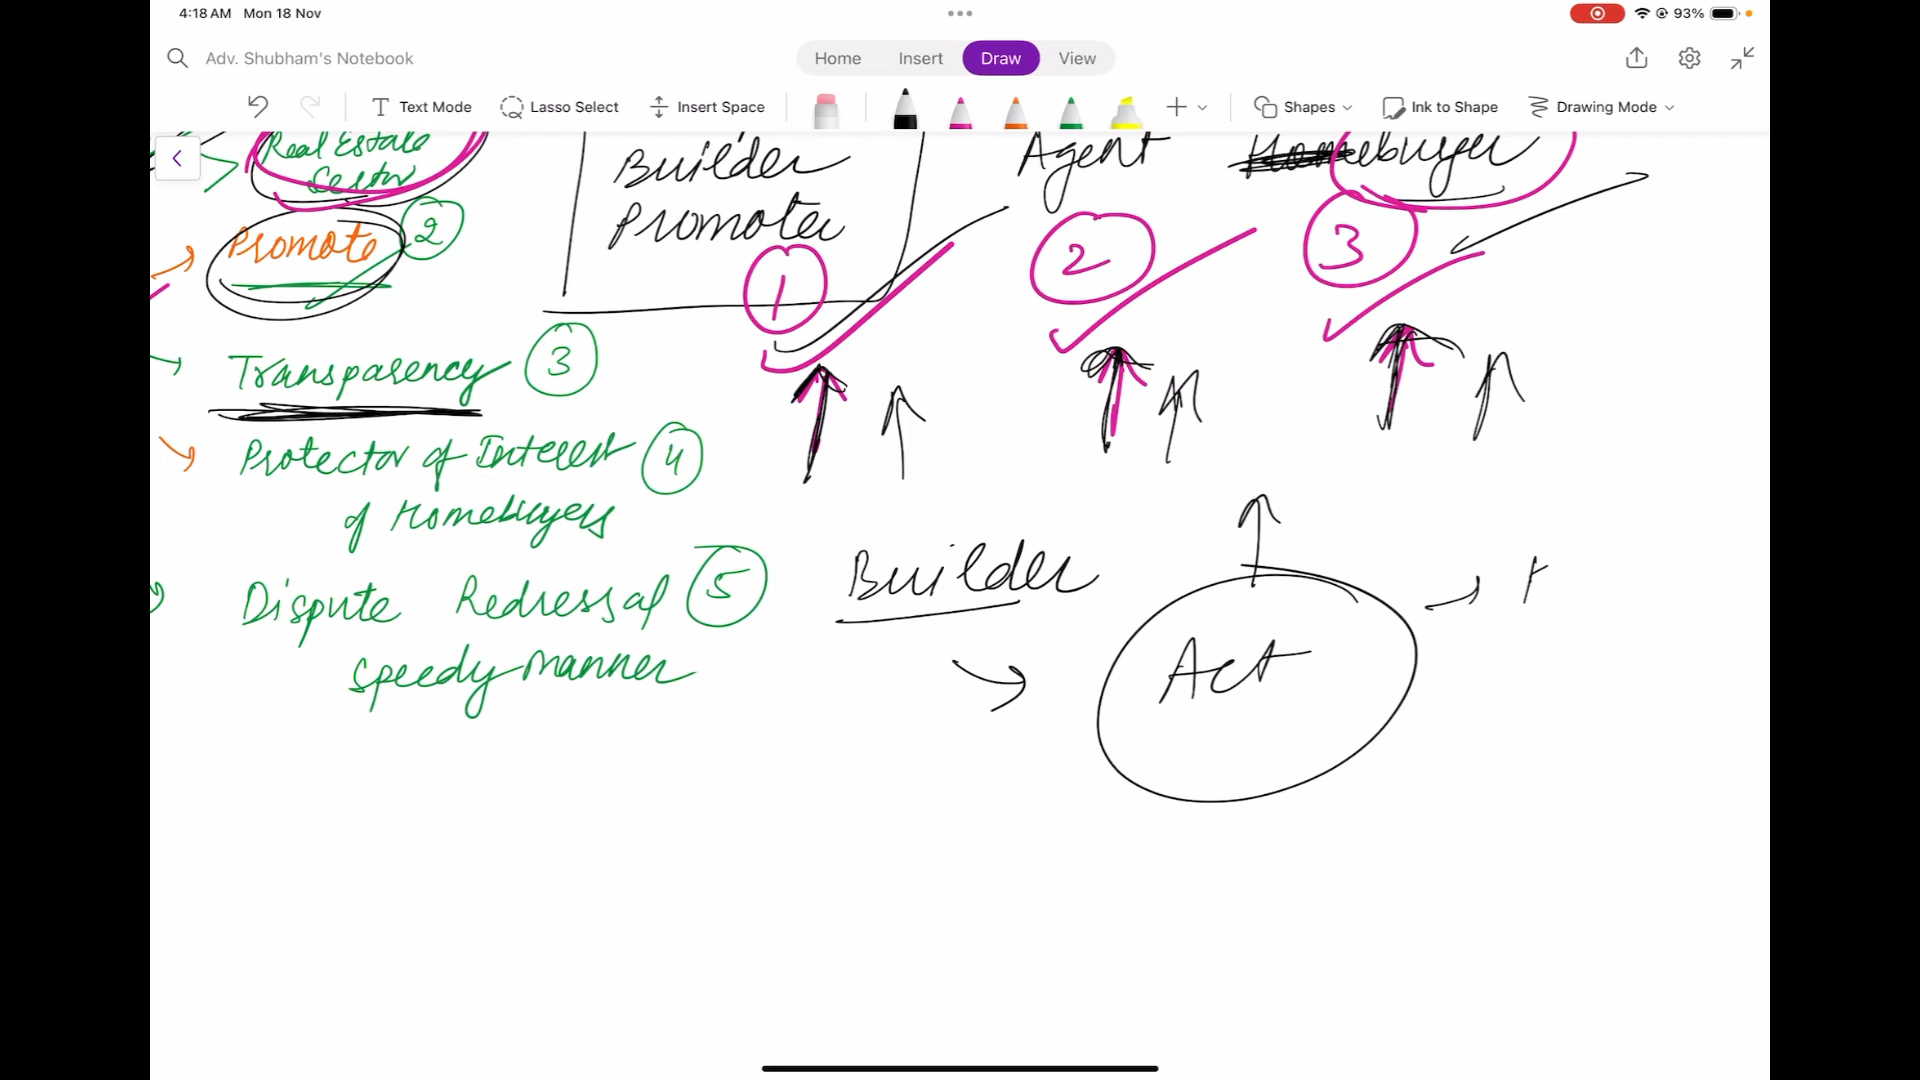 4:18 AM Mon 18 Nov
93%
Adv. Shubham's Notebook
Home Insert Draw View
Text Mode Lasso Select Insert Space Shapes Ink to Shape Drawing Mode
Real Estate
Sector
Promote 2
Builder
Promoter
1
Agent
2
Homebuyer
3
Transparency 3
Protector of Interest 4
of Homebuyers
Dispute Redressal 5
speedy manner
Builder
Act